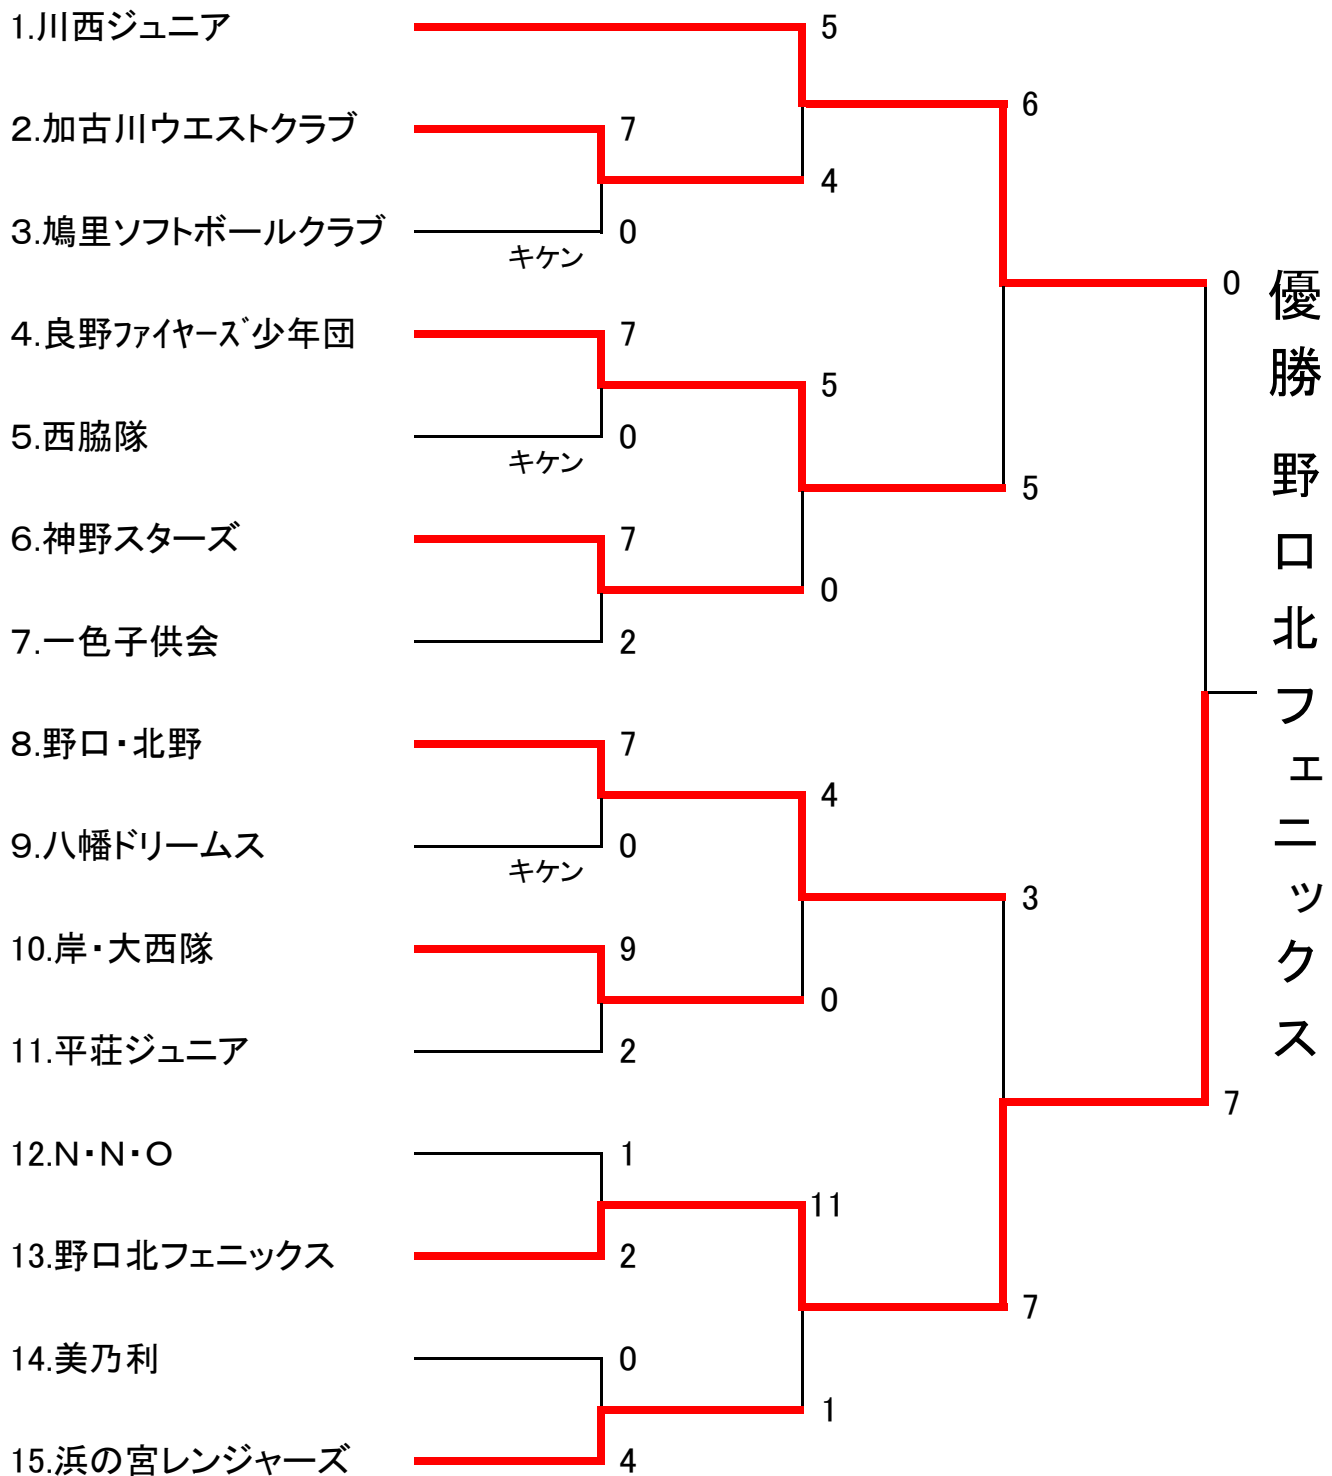 1.川西ジュニア
5
6
2.加古川ウエストクラブ
7
4
3.鳩里ソフトボールクラブ
0
キケン
0
4.良野ファイヤーズ少年団
7
5
5.西脇隊
0
キケン
5
6.神野スターズ
7
0
7.一色子供会
2
8.野口・北野
7
4
9.八幡ドリームス
0
キケン
3
10.岸・大西隊
9
0
11.平荘ジュニア
2
7
12.N・N・O
1
11
13.野口北フェニックス
2
7
14.美乃利
0
1
15.浜の宮レンジャーズ
4
優勝 野口北フェニックス